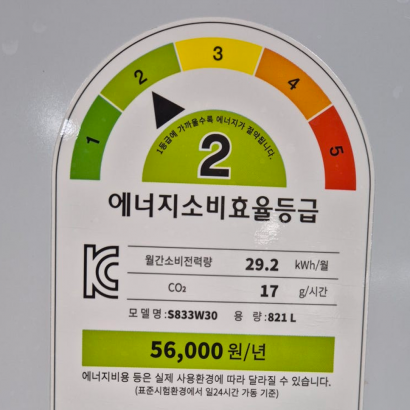 1 2 3 4 5
1등급에 가까울수록 에너지가 절약됩니다.
2
에너지소비효율등급
월간소비전력량 29.2 kWh/월
CO₂ 17 g/시간
모 델 명 :S833W30 용 량 :821 L
56,000 원/년
에너지비용 등은 실제 사용환경에 따라 달라질 수 있습니다.
(표준시험환경에서 일24시간 가동 기준)